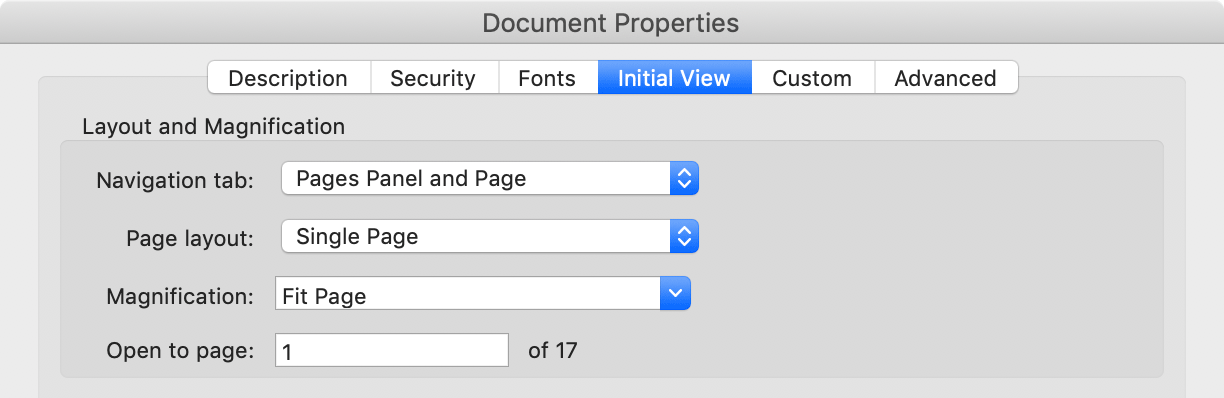 Document Properties
Description Security Fonts Initial View Custom Advanced
Layout and Magnification
Navigation tab: Pages Panel and Page
Page layout: Single Page
Magnification: Fit Page
Open to page: 1 of 17